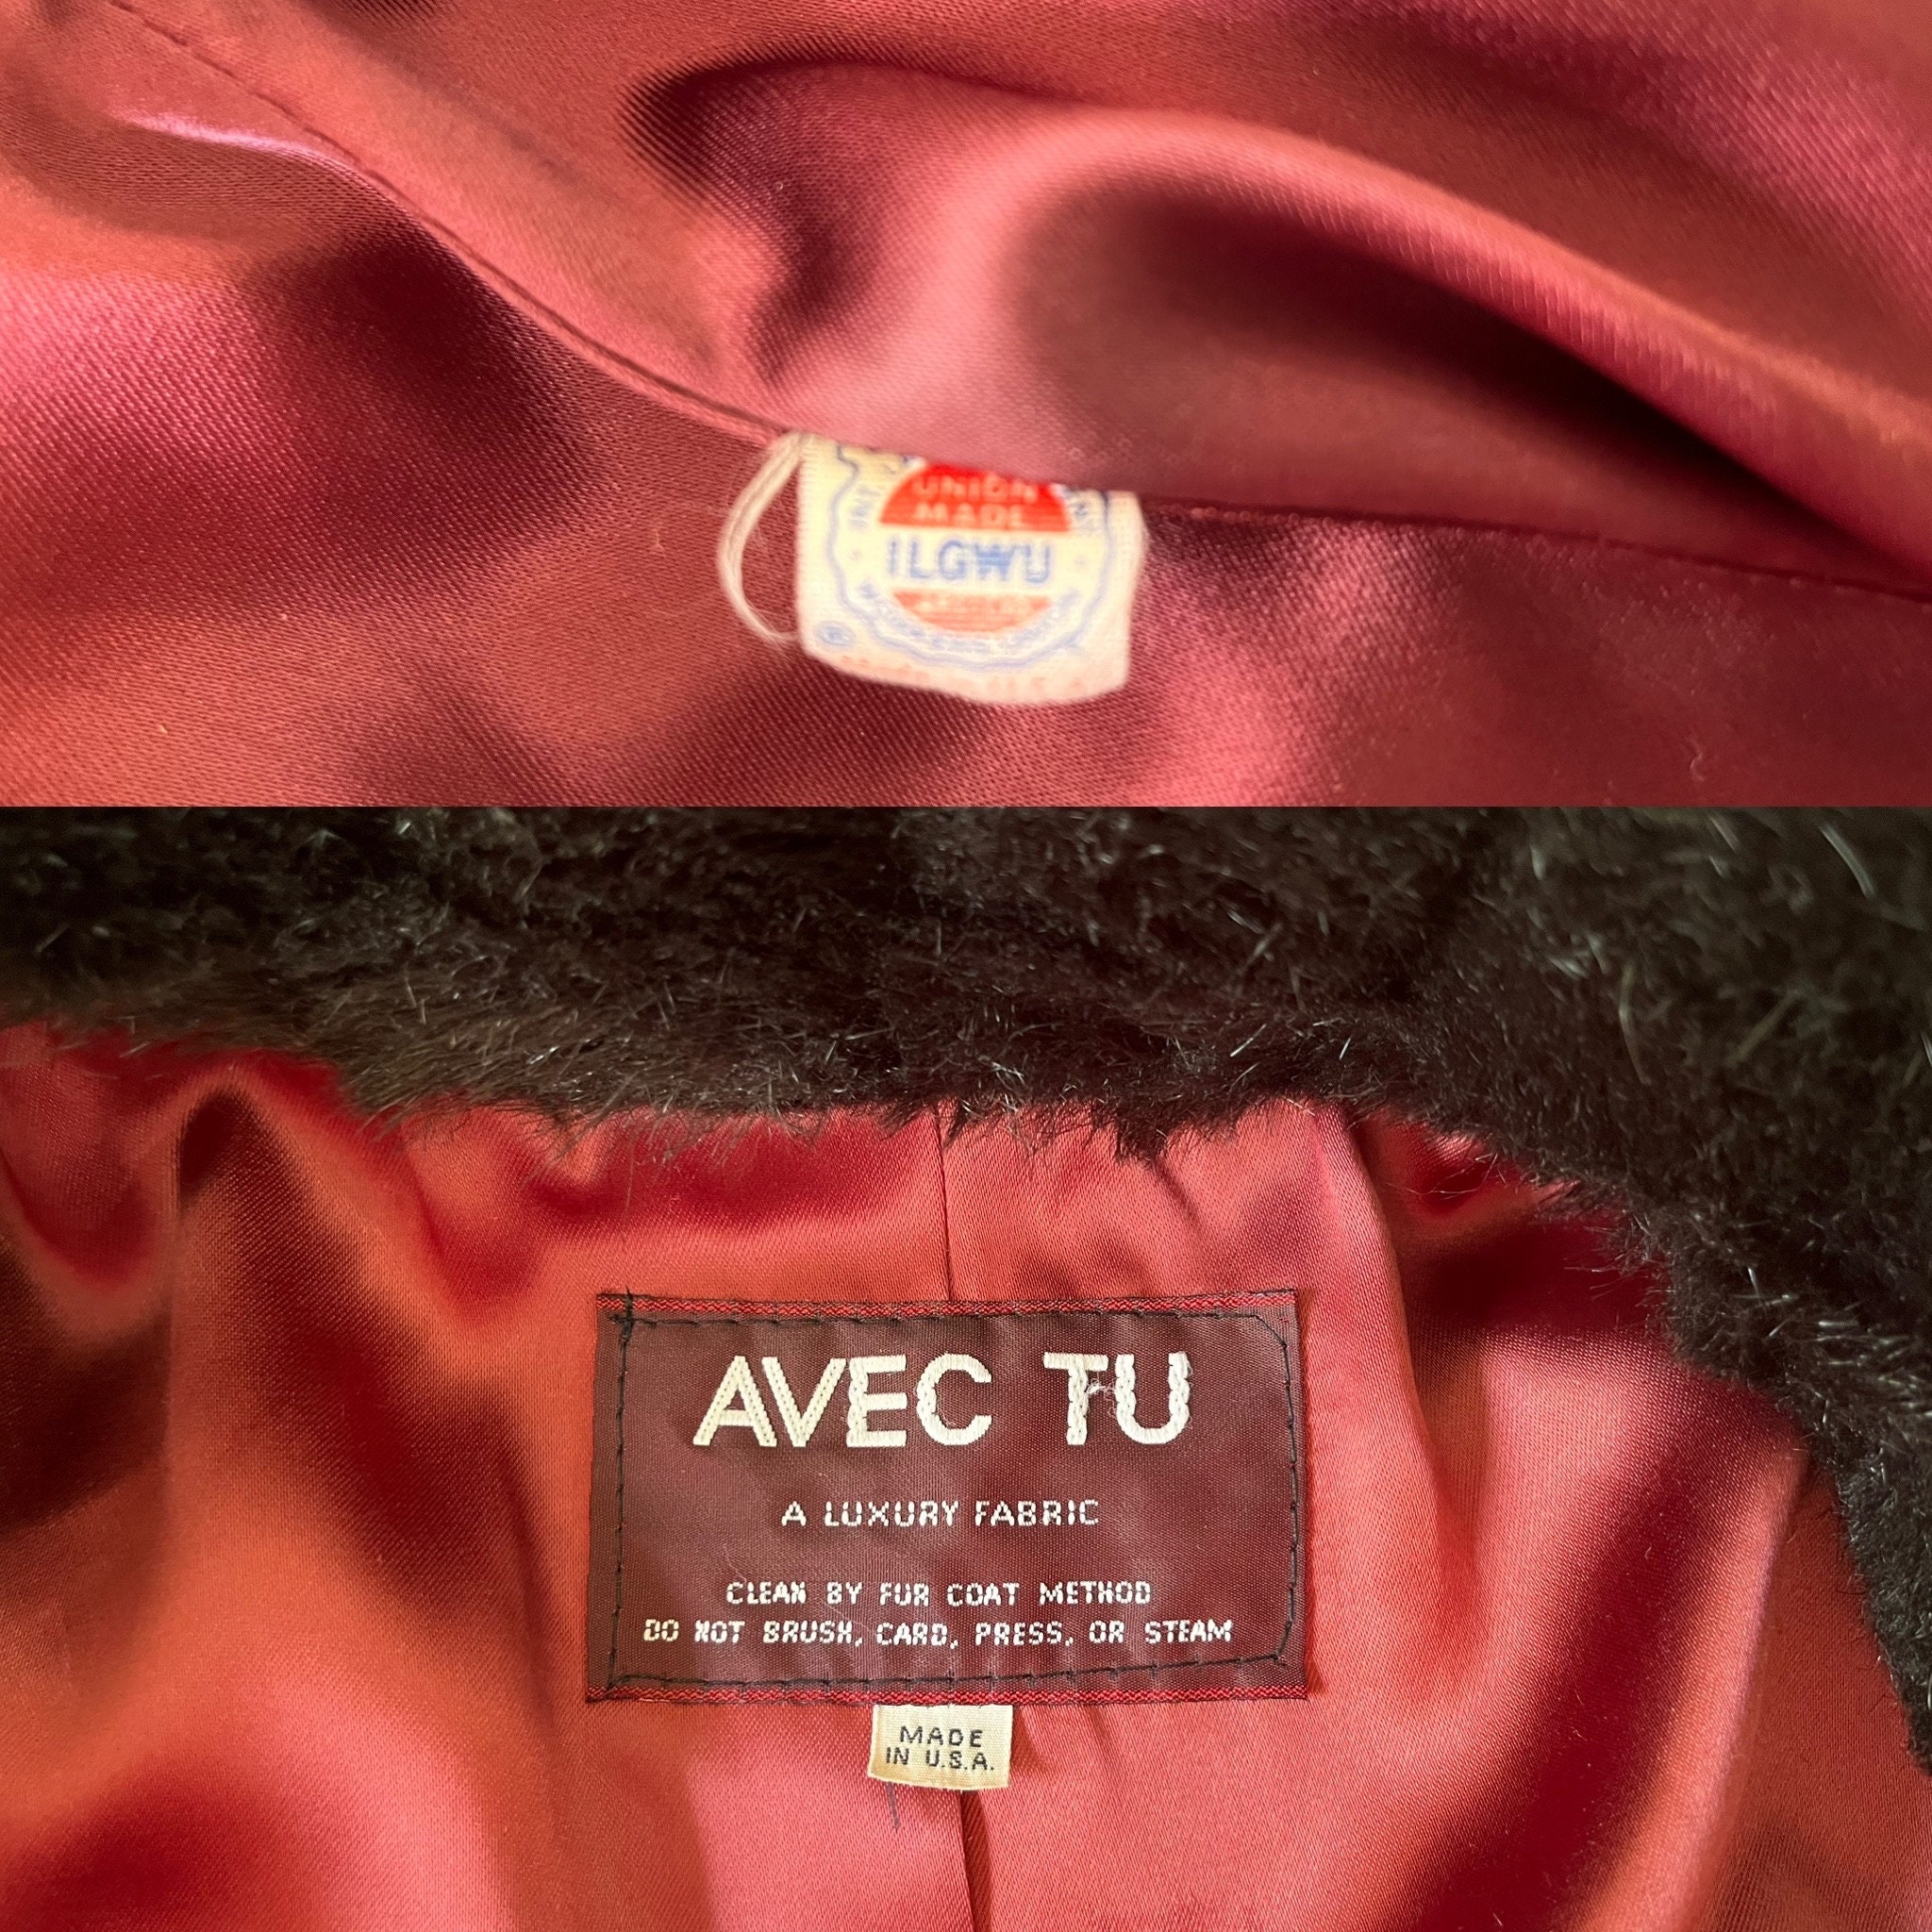 UNION
MADE
ILGWU
AVEC TU
A LUXURY FABRIC
CLEAN BY FUR COAT METHOD
DO NOT BRUSH, CARD, PRESS, OR STEAM
MADE
IN U.S.A.